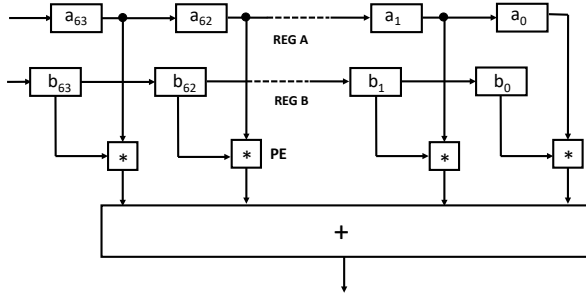 a₆₃ a₆₂ a₁ a₀
REG A
b₆₃ b₆₂ b₁ b₀
REG B
* * PE * *
+